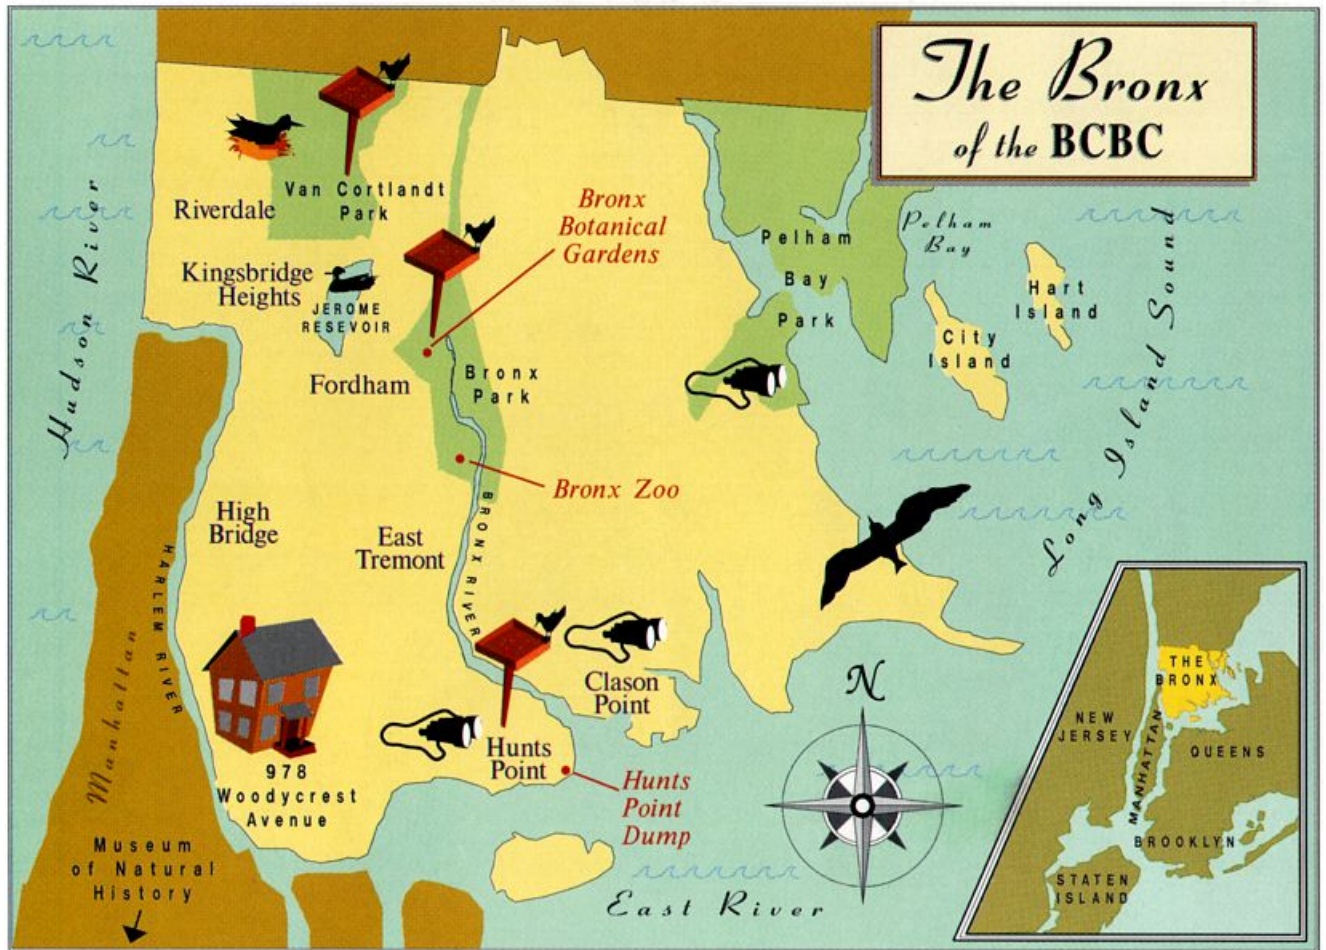 The Bronx
of the BCBC
Hudson River
Van Cortlandt
Park
Riverdale
Bronx
Botanical
Gardens
Pelham
Bay
Park
Pelham
Bay
Hart
Island
City
Island
Long Island Sound
Kingsbridge
Heights
JEROME
RESEVOIR
Fordham
Bronx
Park
Bronx Zoo
High
Bridge
East
Tremont
BRONX RIVER
HARLEM RIVER
Manhattan
Clason
Point
Hunts
Point
Hunts
Point
Dump
978
Woodycrest
Avenue
Museum
of Natural
History
East River
N
THE
BRONX
NEW
JERSEY
MANHATTAN
QUEENS
BROOKLYN
STATEN
ISLAND